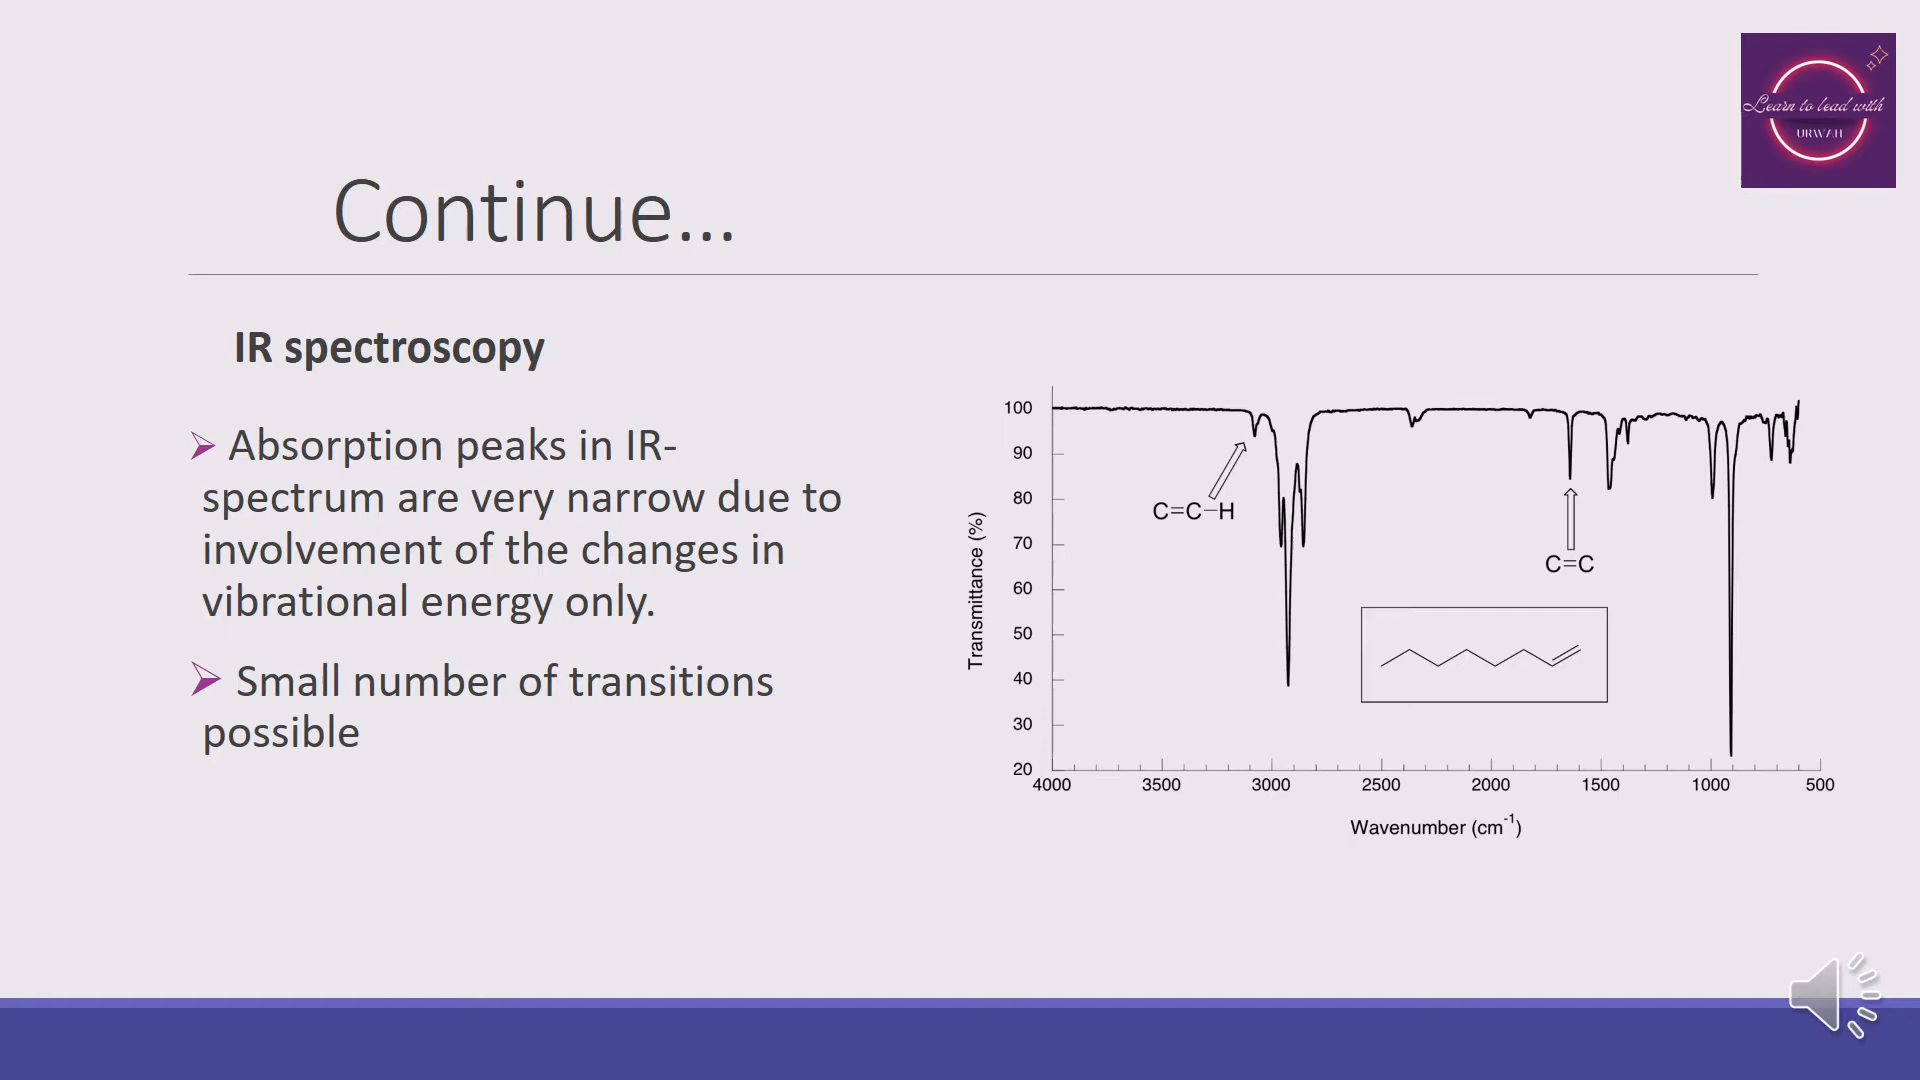 Learn to lead with
URWAH
Continue...
IR spectroscopy
Absorption peaks in IR-
spectrum are very narrow due to
involvement of the changes in
vibrational energy only.
Small number of transitions
possible
Transmittance (%)
100
90
80
70
60
50
40
30
20
C=C-H
C=C
4000 3500 3000 2500 2000 1500 1000 500
Wavenumber (cm-1)